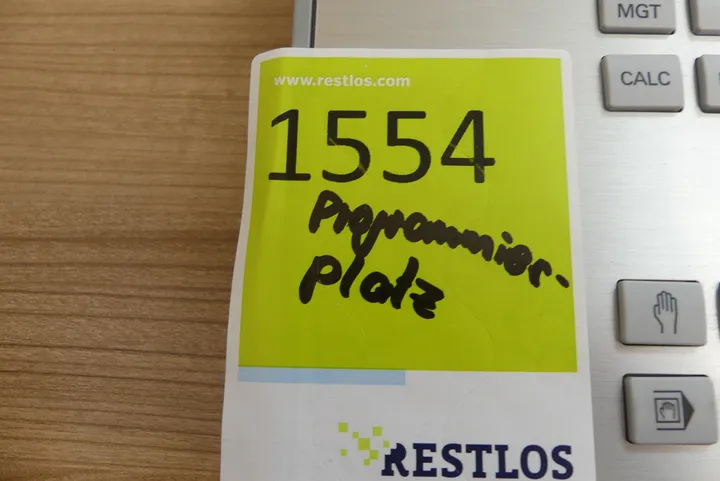 MGT
www.restlos.com
CALC
1554
Programmier-
platz
RESTLOS